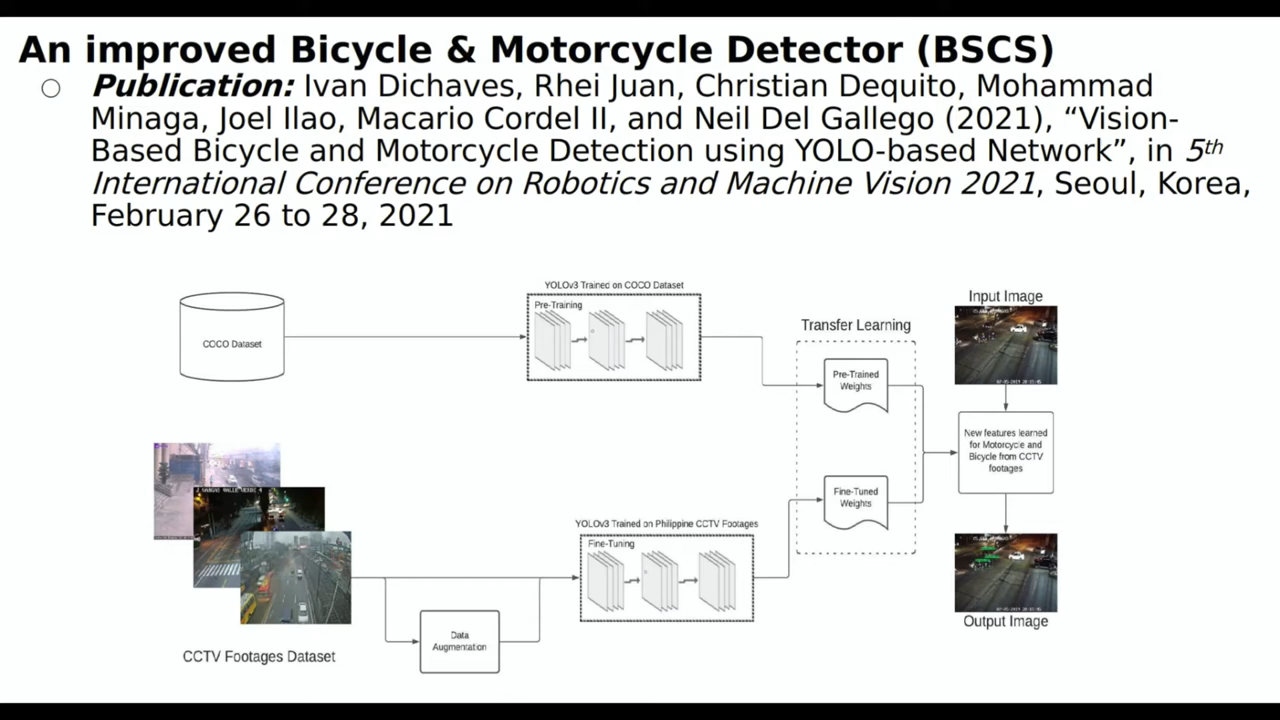 An improved Bicycle & Motorcycle Detector (BSCS)
○ Publication: Ivan Dichaves, Rhei Juan, Christian Dequito, Mohammad
Minaga, Joel Ilao, Macario Cordel II, and Neil Del Gallego (2021), “Vision-
Based Bicycle and Motorcycle Detection using YOLO-based Network”, in 5th
International Conference on Robotics and Machine Vision 2021, Seoul, Korea,
February 26 to 28, 2021
YOLOv3 Trained on COCO Dataset
Pre-Training
COCO Dataset
Transfer Learning
Pre-Trained
Weights
Fine-Tuned
Weights
Input Image
New features learned
for Motorcycle and
Bicycle from CCTV
footages
Output Image
YOLOv3 Trained on Philippine CCTV Footages
Fine-Tuning
Data
Augmentation
CCTV Footages Dataset